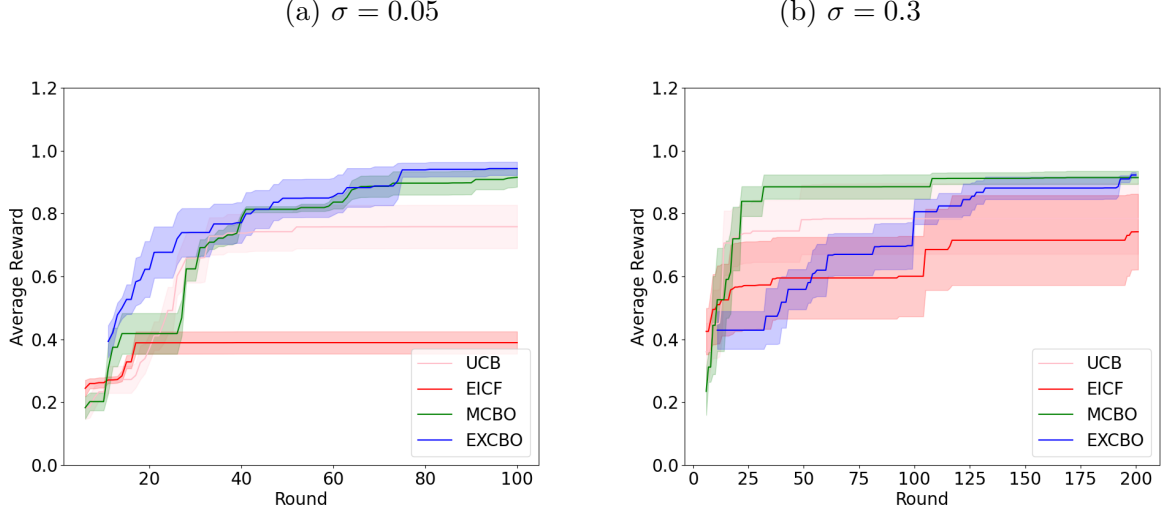 (a) σ = 0.05
(b) σ = 0.3
1.2
1.0
0.8
0.6
0.4
0.2
0.0
Average Reward
20
40
60
80
100
Round
UCB
EICF
MCBO
EXCBO
1.2
1.0
0.8
0.6
0.4
0.2
0.0
Average Reward
0
25
50
75
100
125
150
175
200
Round
UCB
EICF
MCBO
EXCBO